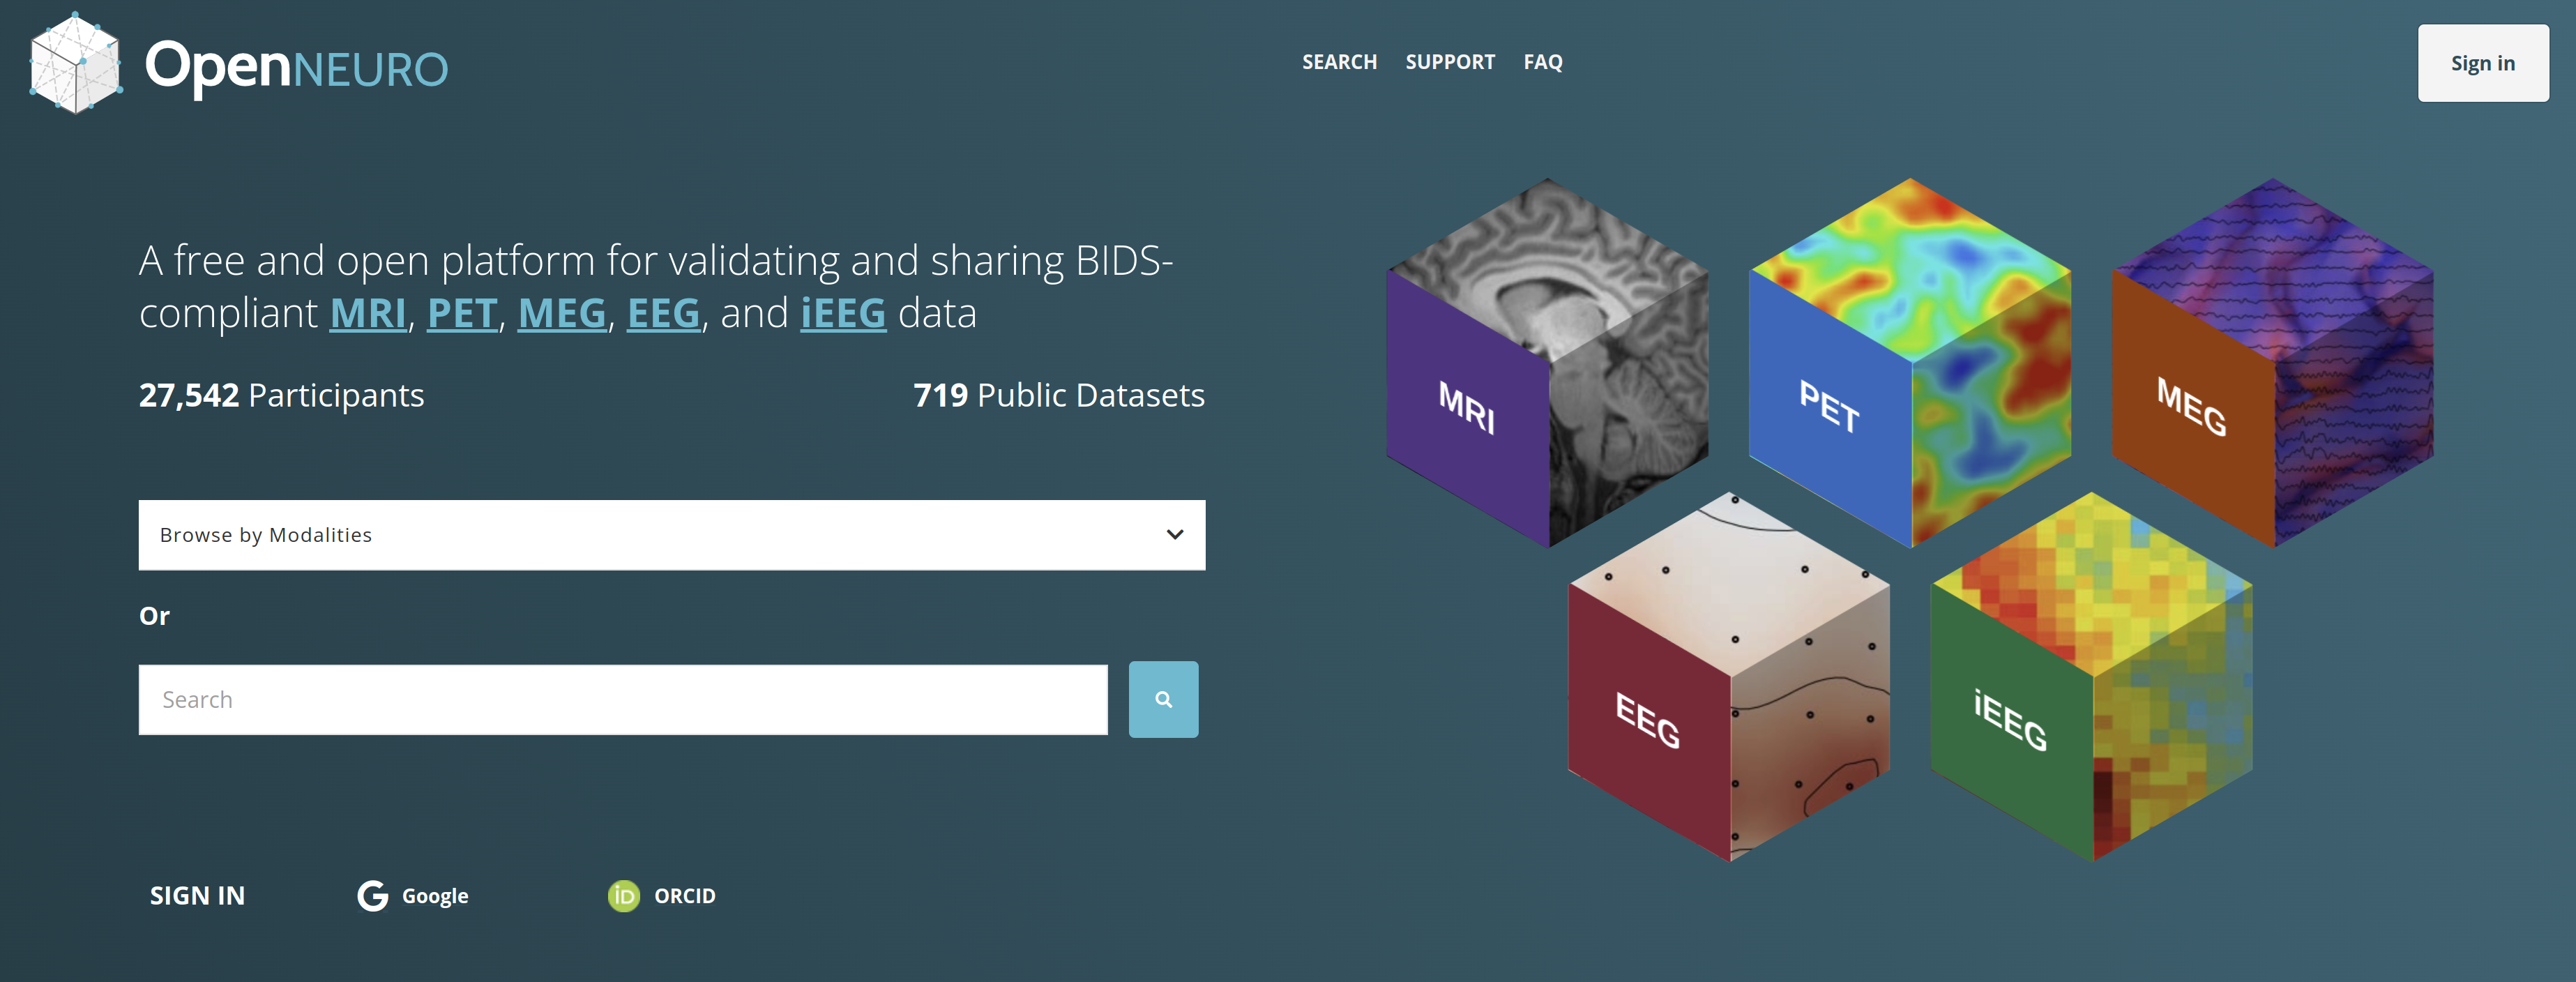 OpenNEURO
SEARCH SUPPORT FAQ
Sign in
A free and open platform for validating and sharing BIDS-
compliant MRI, PET, MEG, EEG, and iEEG data
27,542 Participants 719 Public Datasets
Browse by Modalities
Or
Search
SIGN IN G Google iD ORCID
MRI
PET
MEG
EEG
iEEG